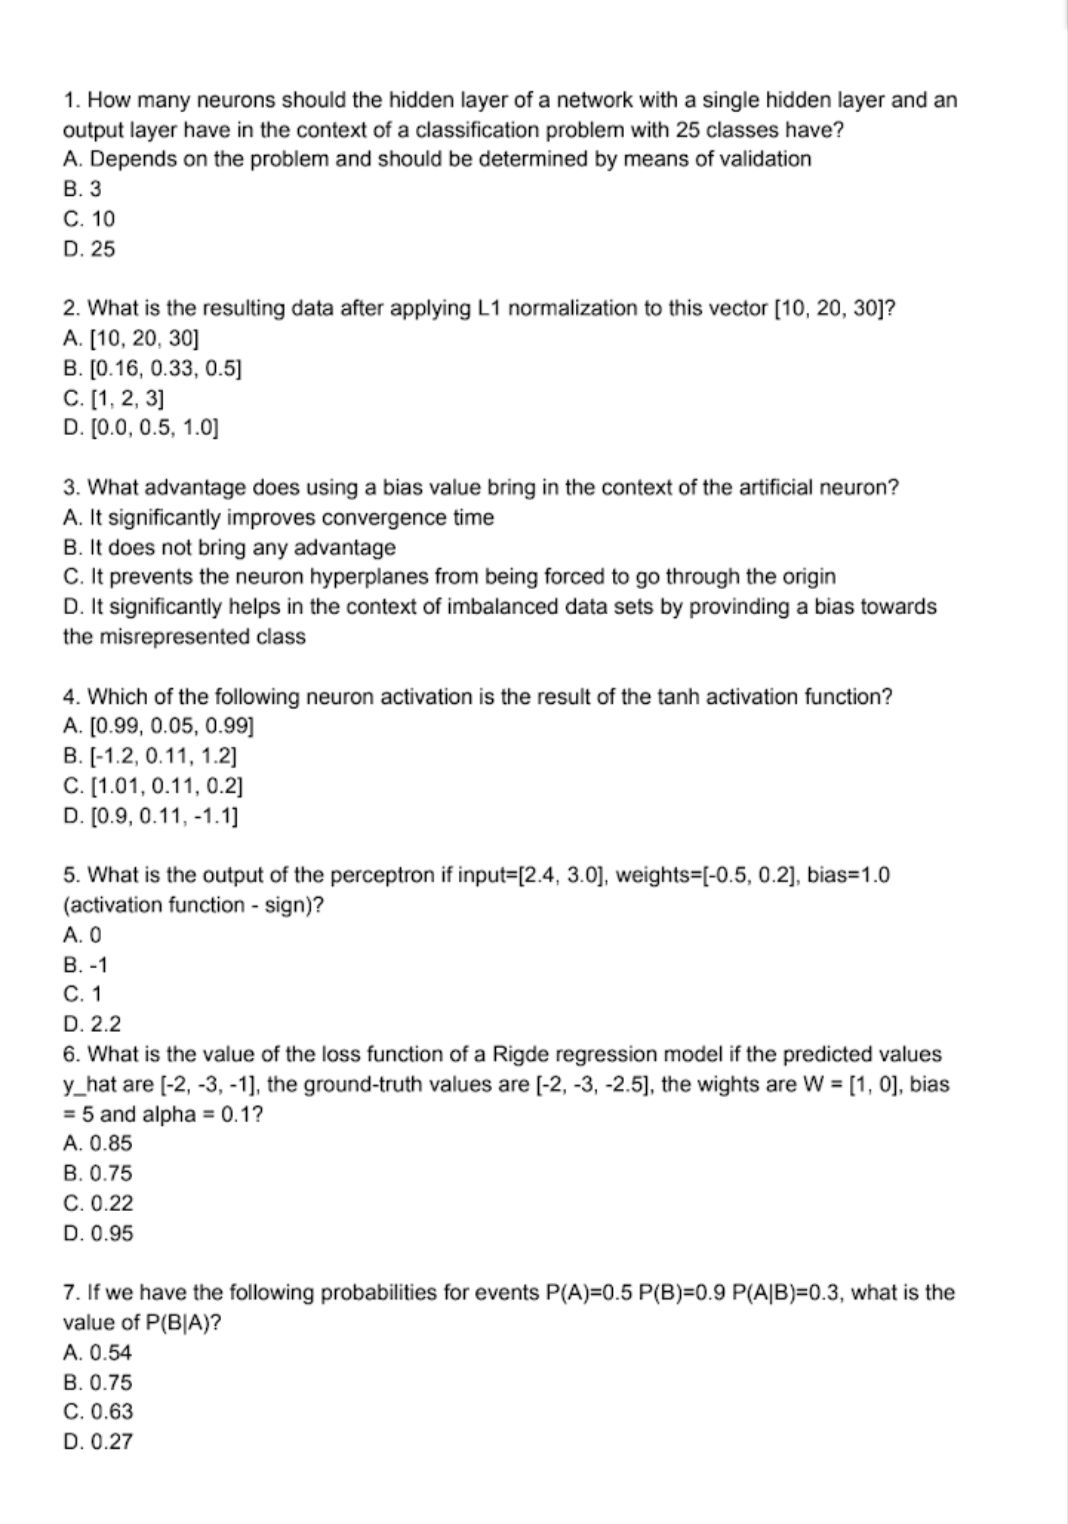 1. How many neurons should the hidden layer of a network with a single hidden layer and an
output layer have in the context of a classification problem with 25 classes have?
A. Depends on the problem and should be determined by means of validation
B. 3
C. 10
D. 25
2. What is the resulting data after applying L1 normalization to this vector [10, 20, 30]?
A. [10, 20, 30]
B. [0.16, 0.33, 0.5]
C. [1, 2, 3]
D. [0.0, 0.5, 1.0]
3. What advantage does using a bias value bring in the context of the artificial neuron?
A. It significantly improves convergence time
B. It does not bring any advantage
C. It prevents the neuron hyperplanes from being forced to go through the origin
D. It significantly helps in the context of imbalanced data sets by provinding a bias towards
the misrepresented class
4. Which of the following neuron activation is the result of the tanh activation function?
A. [0.99, 0.05, 0.99]
B. [-1.2, 0.11, 1.2]
C. [1.01, 0.11, 0.2]
D. [0.9, 0.11, -1.1]
5. What is the output of the perceptron if input=[2.4, 3.0], weights=[-0.5, 0.2], bias=1.0
(activation function - sign)?
A. 0
B. -1
C. 1
D. 2.2
6. What is the value of the loss function of a Rigde regression model if the predicted values
y_hat are [-2, -3, -1], the ground-truth values are [-2, -3, -2.5], the wights are W = [1, 0], bias
= 5 and alpha = 0.1?
A. 0.85
B. 0.75
C. 0.22
D. 0.95
7. If we have the following probabilities for events P(A)=0.5 P(B)=0.9 P(A|B)=0.3, what is the
value of P(B|A)?
A. 0.54
B. 0.75
C. 0.63
D. 0.27